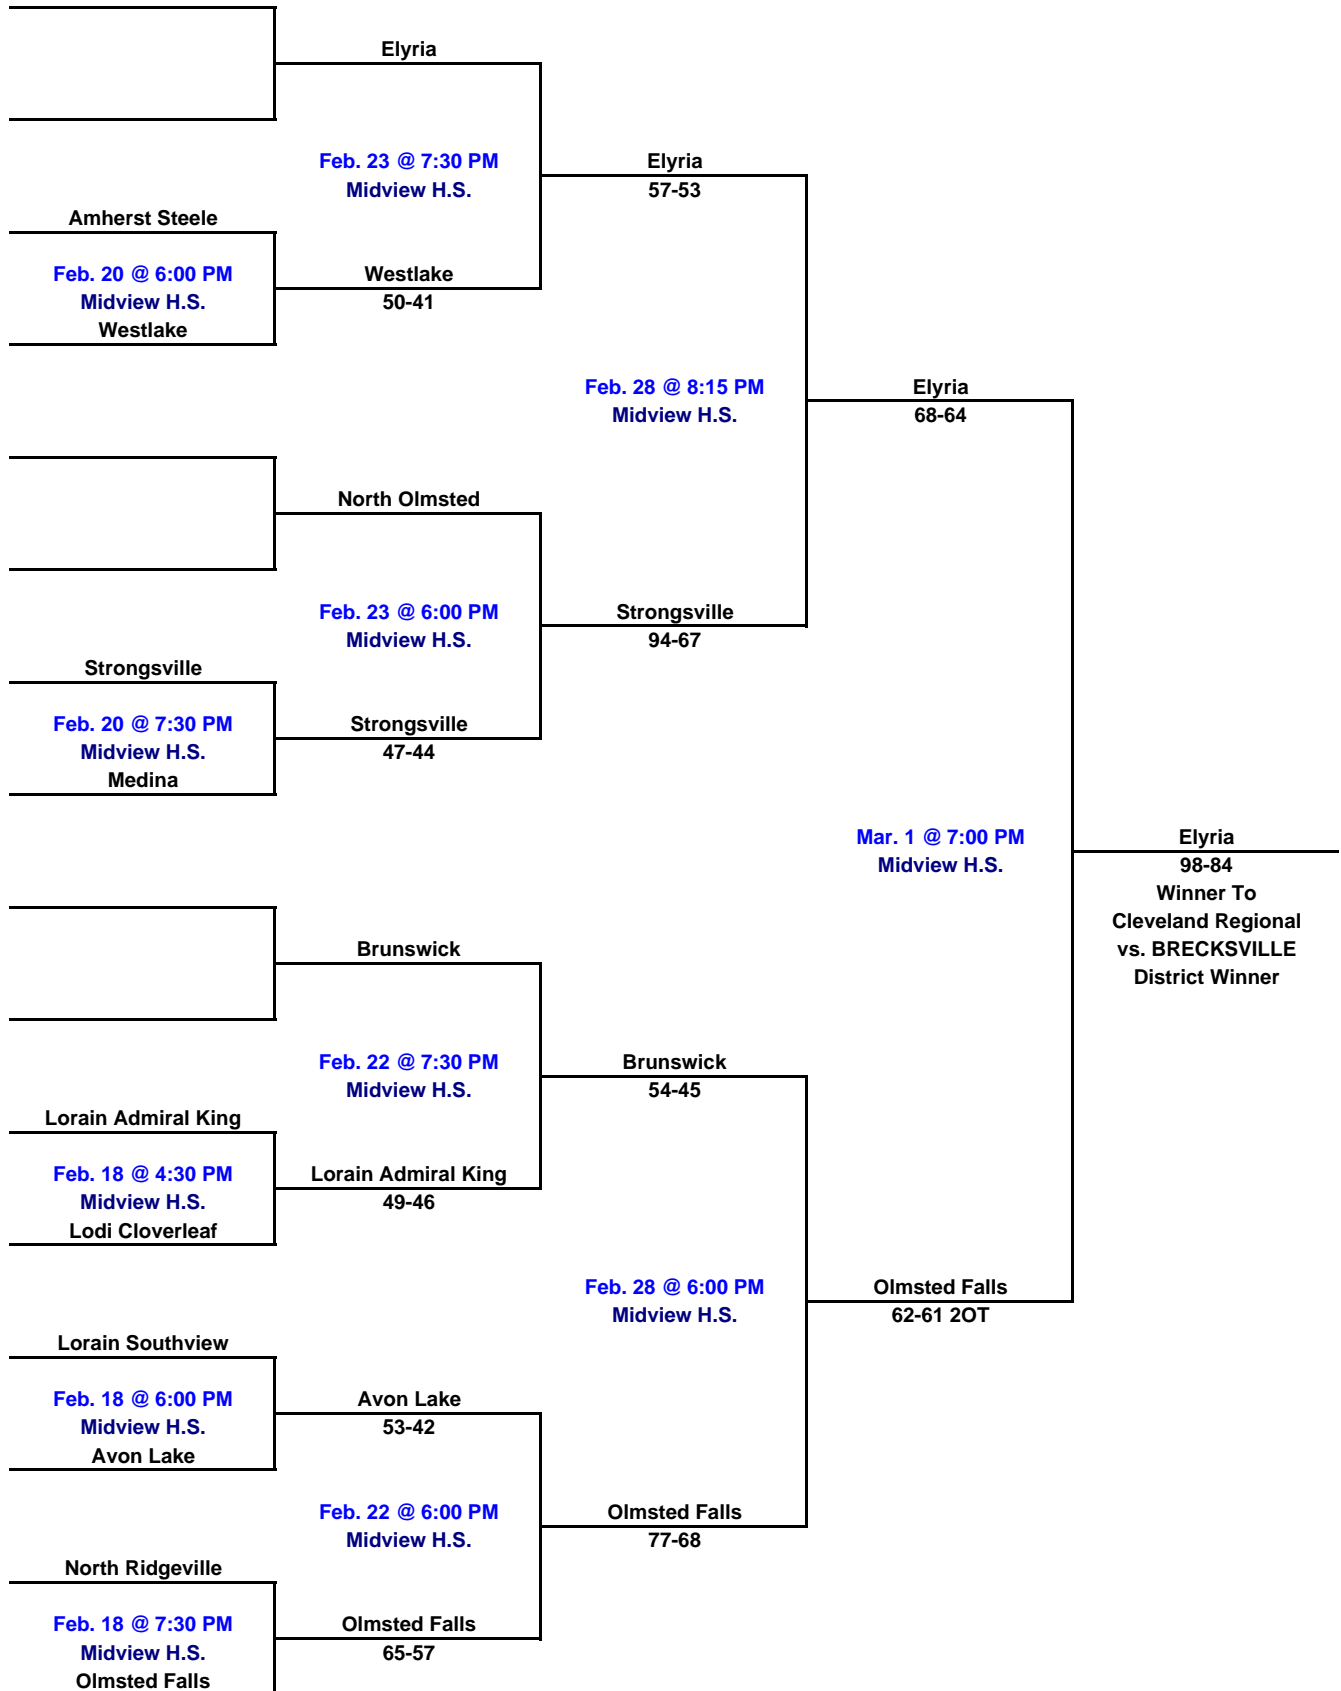 Elyria
Feb. 23 @ 7:30 PM
Midview H.S.
Elyria
57-53
Amherst Steele
Feb. 20 @ 6:00 PM
Midview H.S.
Westlake
Westlake
50-41
Feb. 28 @ 8:15 PM
Midview H.S.
Elyria
68-64
North Olmsted
Feb. 23 @ 6:00 PM
Midview H.S.
Strongsville
94-67
Strongsville
Feb. 20 @ 7:30 PM
Midview H.S.
Medina
Strongsville
47-44
Mar. 1 @ 7:00 PM
Midview H.S.
Elyria
98-84
Winner To
Cleveland Regional
vs. BRECKSVILLE
District Winner
Brunswick
Feb. 22 @ 7:30 PM
Midview H.S.
Brunswick
54-45
Lorain Admiral King
Feb. 18 @ 4:30 PM
Midview H.S.
Lodi Cloverleaf
Lorain Admiral King
49-46
Feb. 28 @ 6:00 PM
Midview H.S.
Olmsted Falls
62-61 2OT
Lorain Southview
Feb. 18 @ 6:00 PM
Midview H.S.
Avon Lake
Avon Lake
53-42
Feb. 22 @ 6:00 PM
Midview H.S.
Olmsted Falls
77-68
North Ridgeville
Feb. 18 @ 7:30 PM
Midview H.S.
Olmsted Falls
Olmsted Falls
65-57